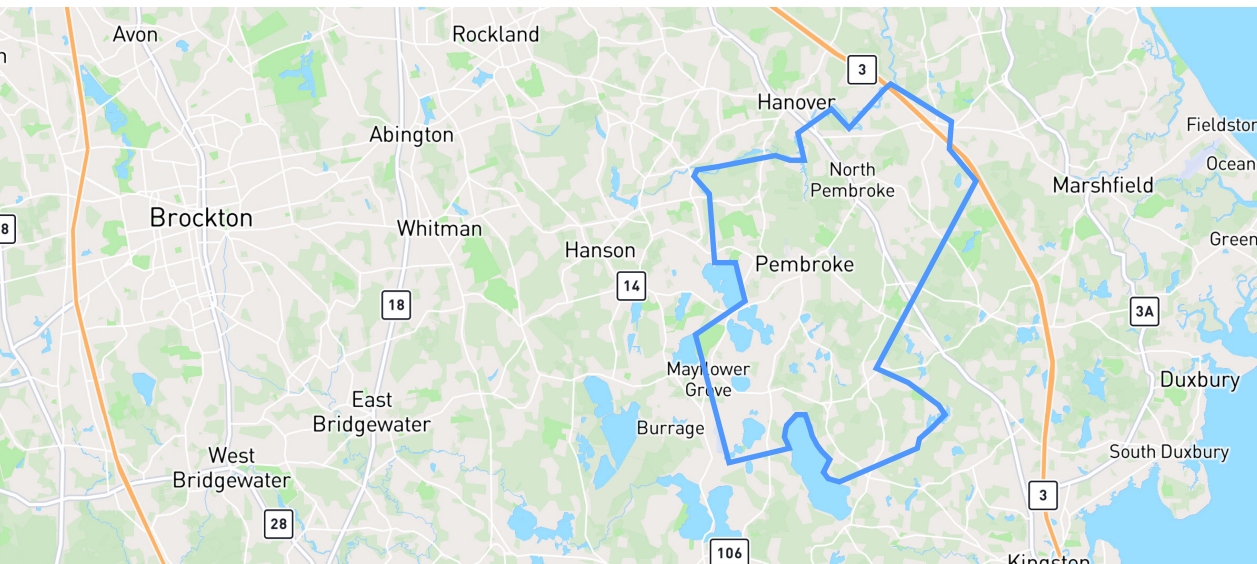 Avon
Rockland
3
Hanover
Fieldston
Abington
Ocean
North
Pembroke
Marshfield
Brockton
8
Whitman
Green
Hanson
Pembroke
14
18
3A
Mayflower
Grove
Duxbury
East
Bridgewater
Burrage
West
Bridgewater
South Duxbury
3
28
106
Kingston